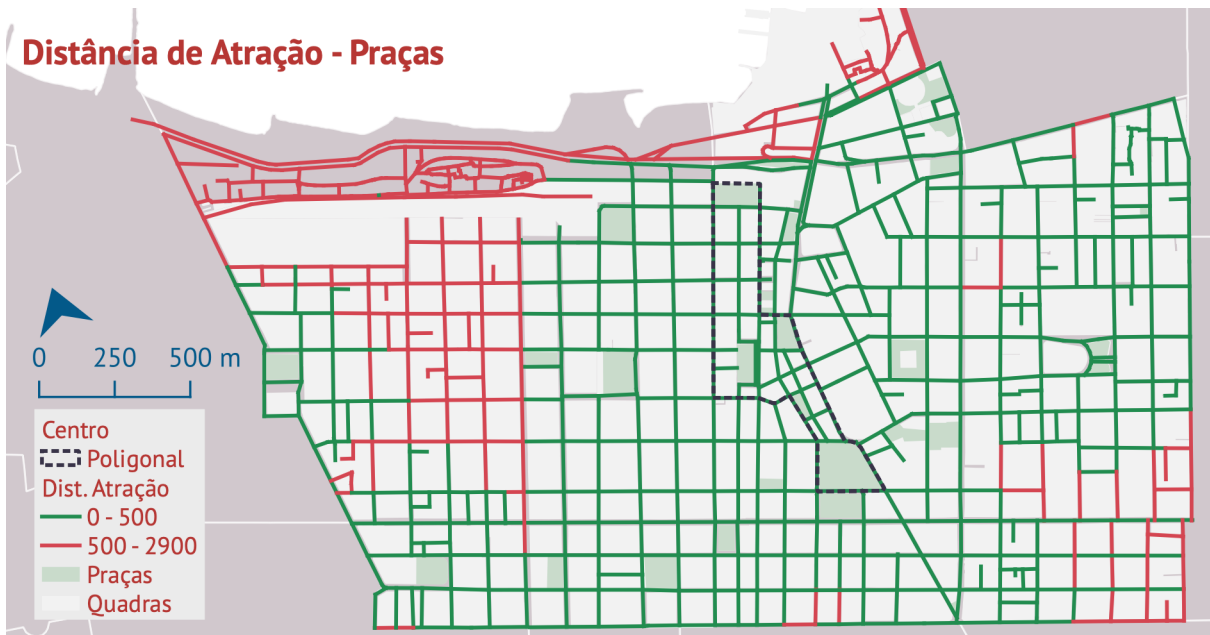 Distância de Atração - Praças
0 250 500 m
Centro
Poligonal
Dist. Atração
0 - 500
500 - 2900
Praças
Quadras